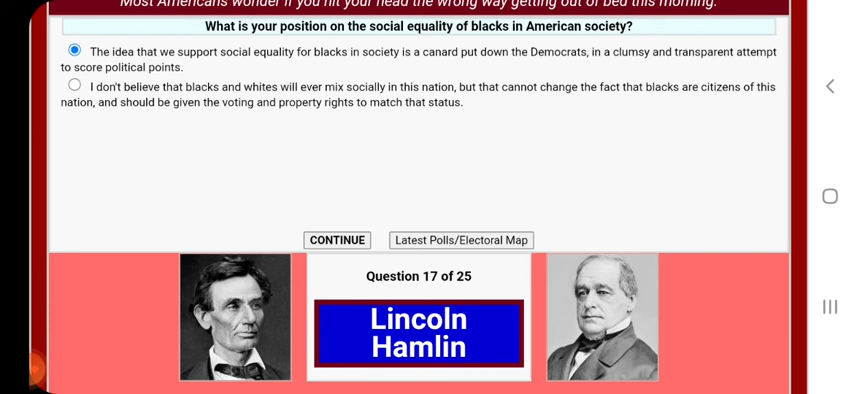 Most Americans wonder if you hit your head the wrong way getting out of bed this morning.
What is your position on the social equality of blacks in American society?
The idea that we support social equality for blacks in society is a canard put down the Democrats, in a clumsy and transparent attempt
to score political points.
I don't believe that blacks and whites will ever mix socially in this nation, but that cannot change the fact that blacks are citizens of this
nation, and should be given the voting and property rights to match that status.
CONTINUE Latest Polls/Electoral Map
Question 17 of 25
Lincoln
Hamlin